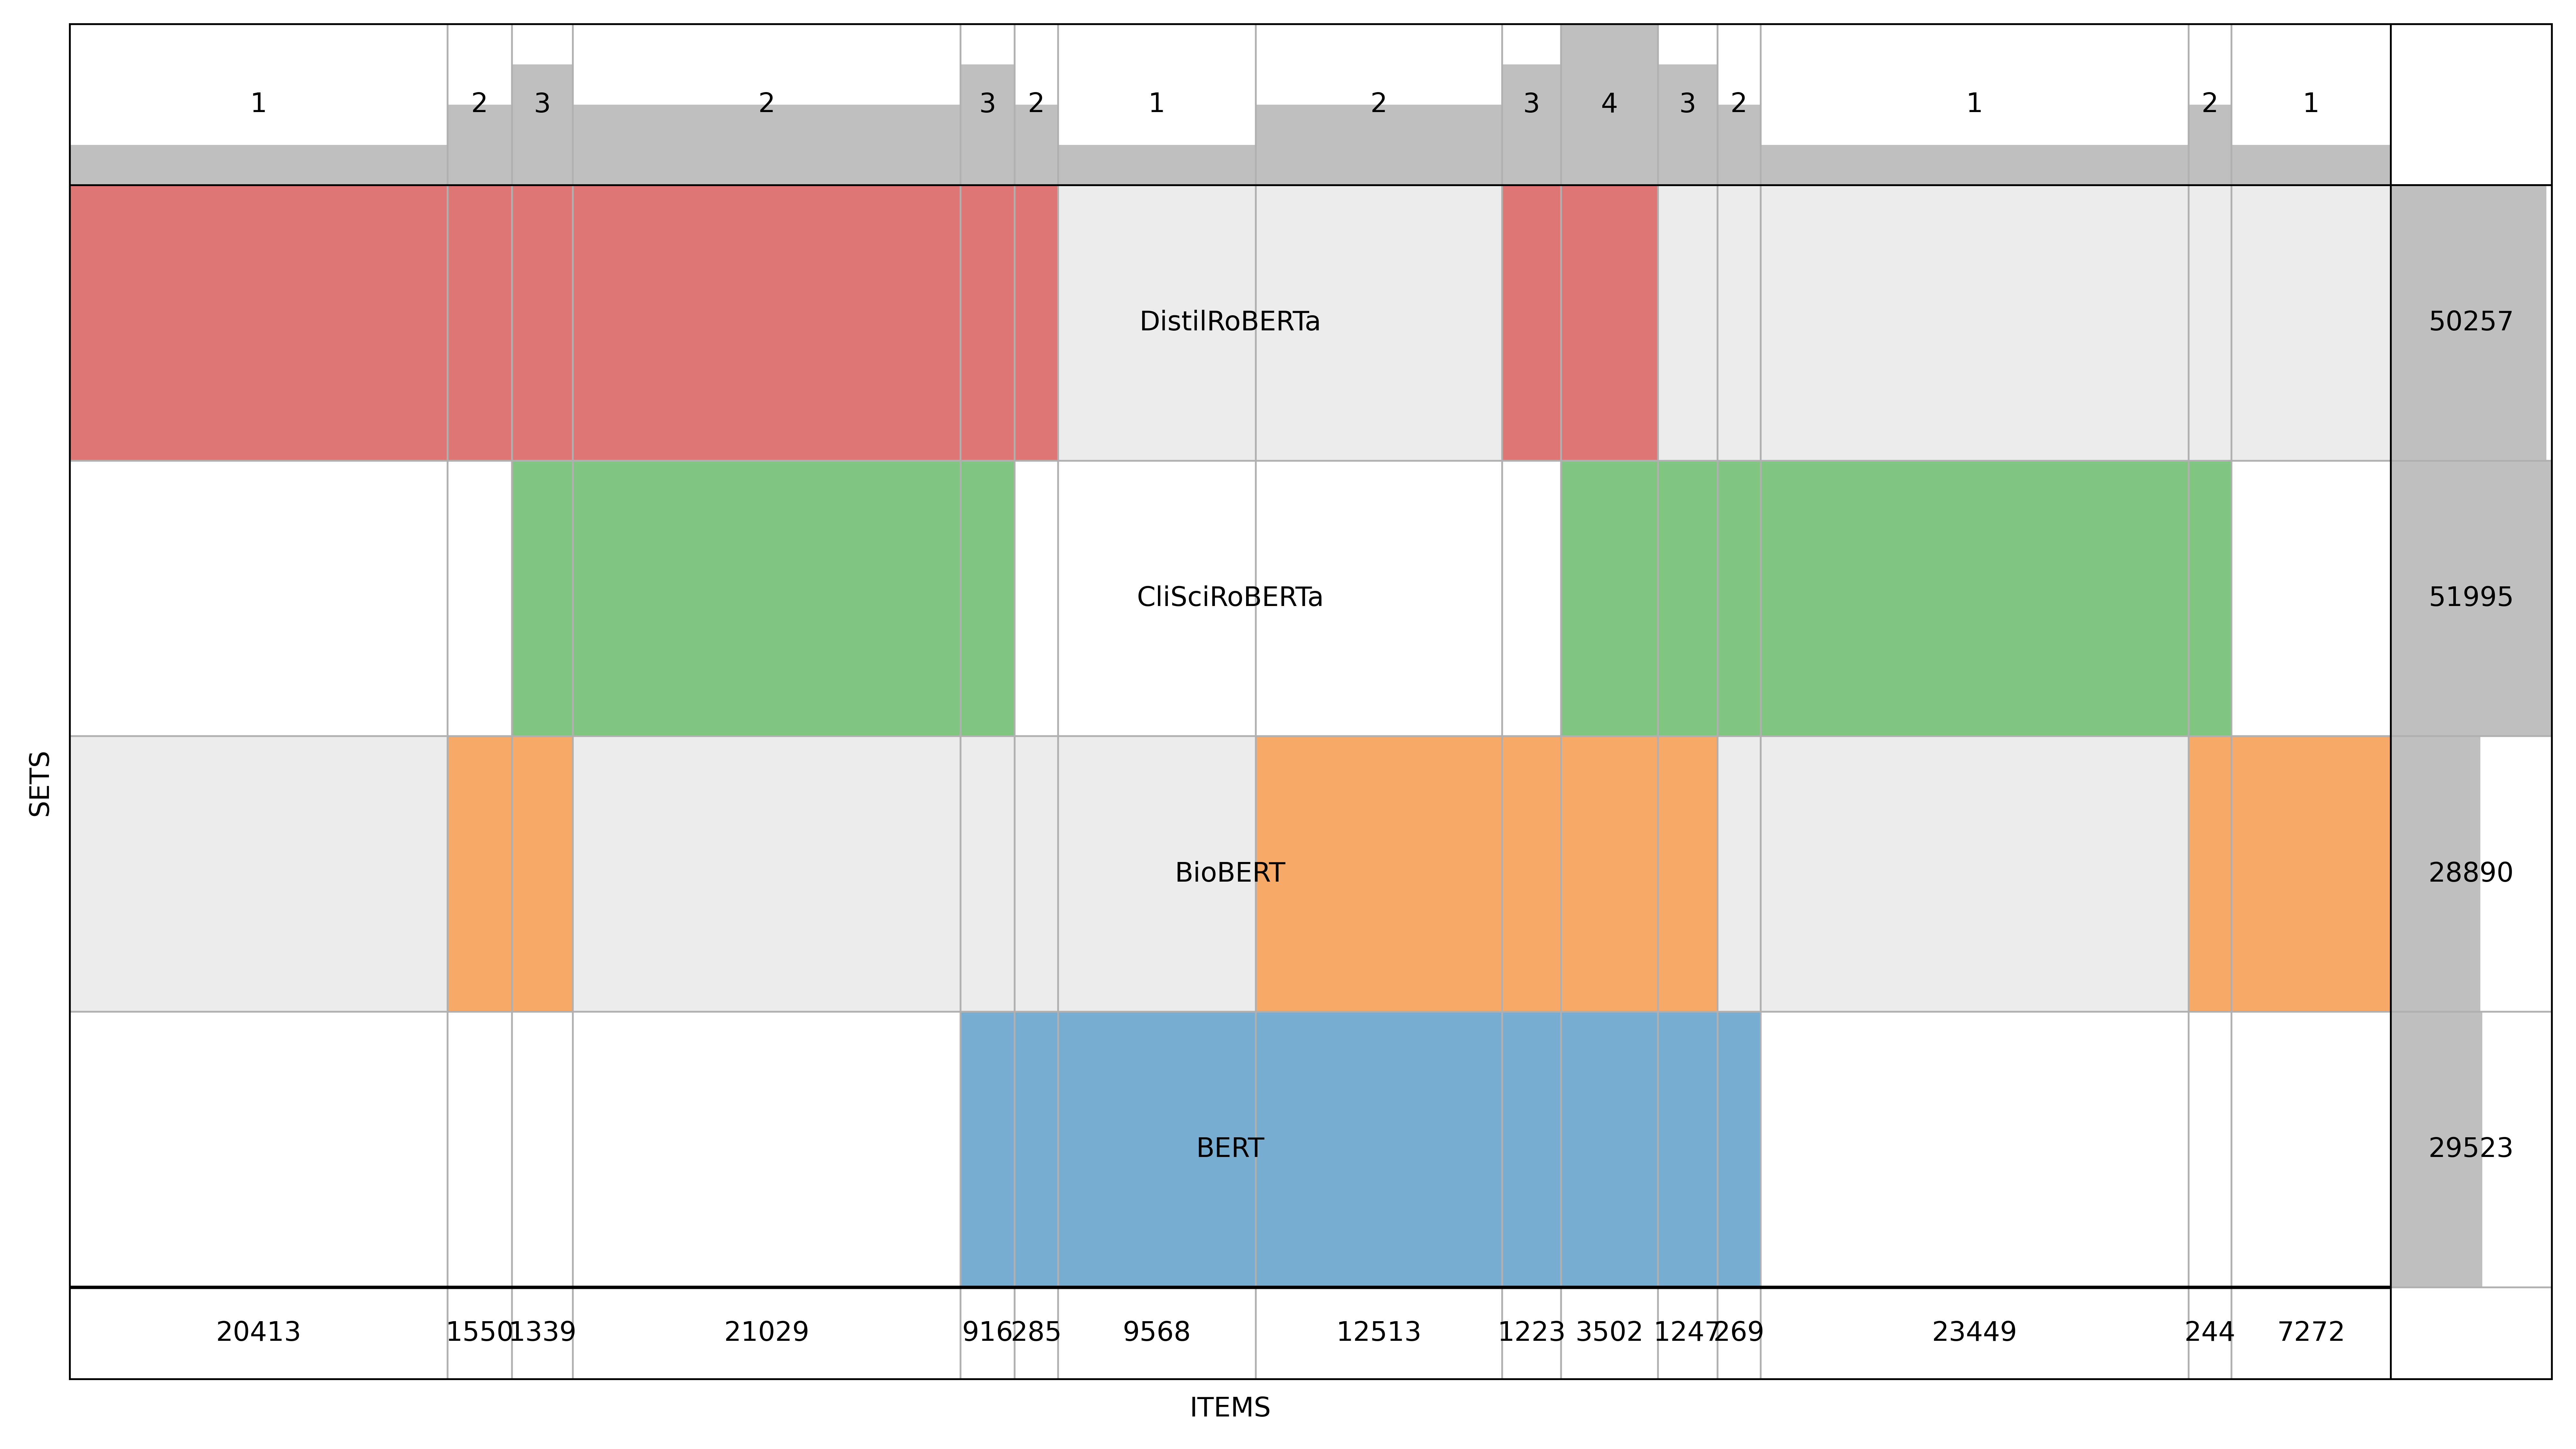 1 2 3 2 3 2 1 2 3 4 3 2 1 2 1
DistilRoBERTa 50257
CliSciRoBERTa 51995
SETS
BioBERT 28890
BERT 29523
20413 1550 1339 21029 916 285 9568 12513 1223 3502 1247 269 23449 244 7272
ITEMS